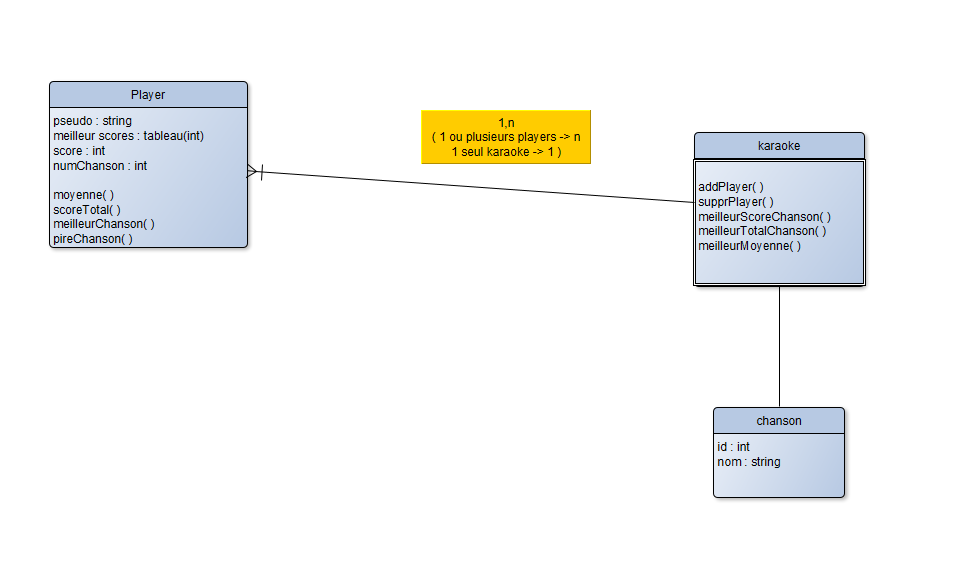 Player
pseudo : string
meilleur scores : tableau(int)
score : int
numChanson : int
moyenne( )
scoreTotal( )
meilleurChanson( )
pireChanson( )
1,n
( 1 ou plusieurs players -> n
1 seul karaoke -> 1 )
karaoke
addPlayer( )
supprPlayer( )
meilleurScoreChanson( )
meilleurTotalChanson( )
meilleurMoyenne( )
chanson
id : int
nom : string